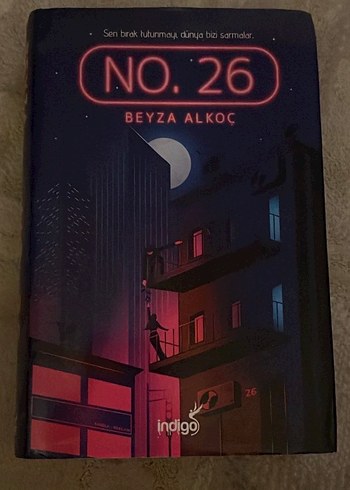 Sen bırak tutunmayı, dünya bizi sarmalar.
NO. 26
BEYZA ALKOÇ
26
indigo